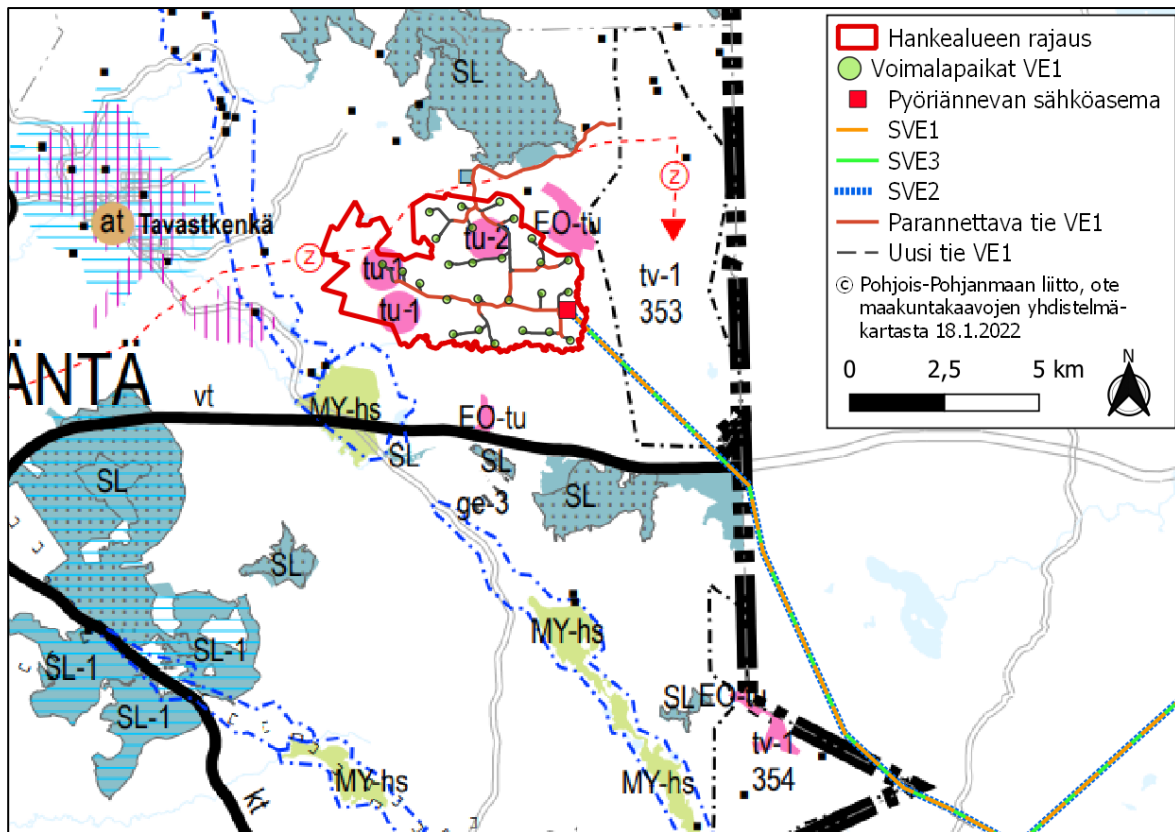 Hankealueen rajaus
Voimalapaikat VE1
Pyöriännevan sähköasema
SVE1
SVE3
SVE2
Parannettava tie VE1
Uusi tie VE1
© Pohjois-Pohjanmaan liitto, ote
maakuntakaavojen yhdistelmä-
kartasta 18.1.2022
0 2,5 5 km
N
SL
z
at Tavastkenkä
EO-tu
tu-2
z
tu-1
tv-1
353
tu-1
ÄNTÄ
vt
MY-hs
EO-tu
SL
SL
SL
SL
ge-3
SL
MY-hs
SL-1
SL-1
SL-1
SL
EO-tu
tv-1
354
MY-hs
MY-hs
kt